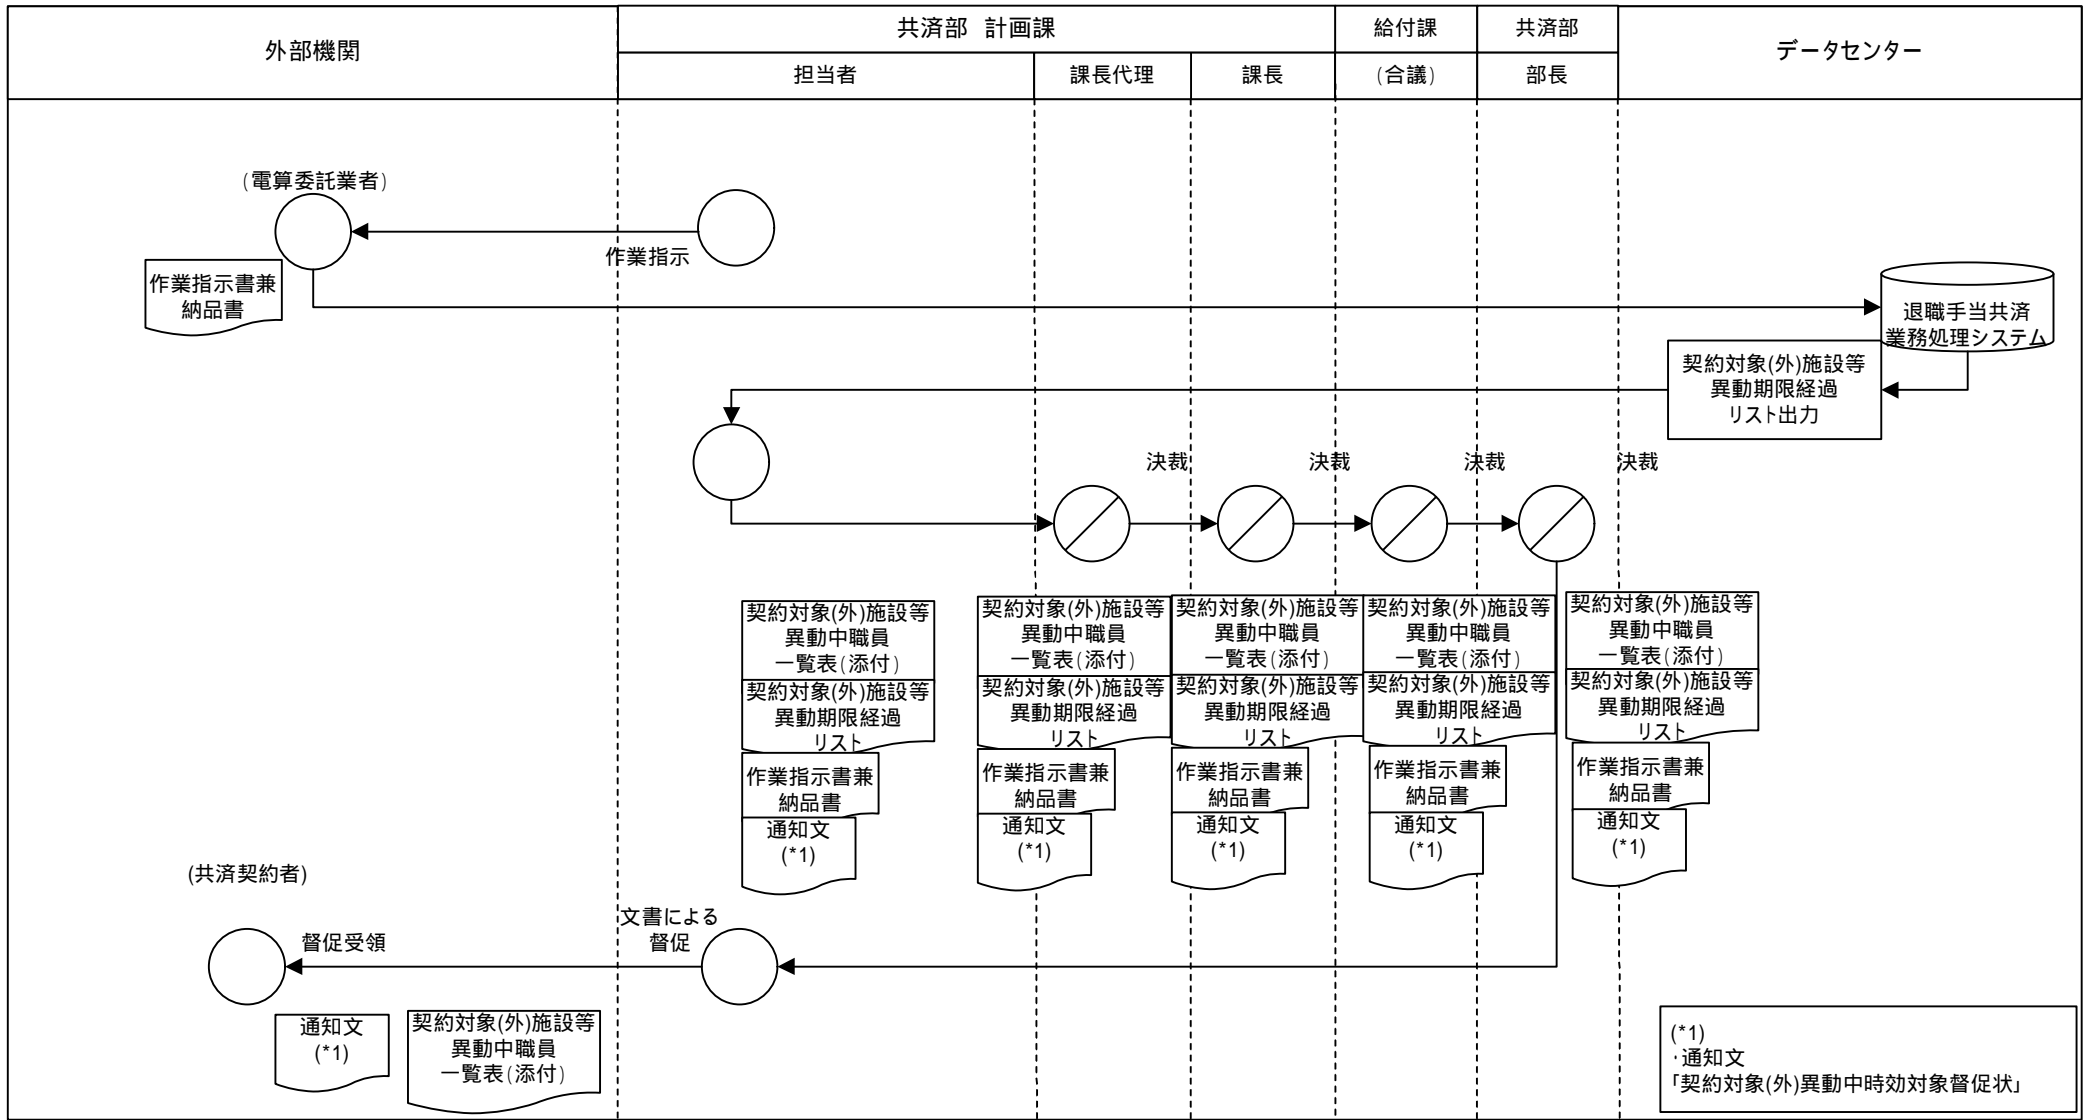 外部機関
共済部 計画課
給付課
共済部
データセンター
担当者
課長代理
課長
(合議)
部長
(電算委託業者)
作業指示
作業指示書兼
納品書
退職手当共済
業務処理システム
契約対象(外)施設等
異動期限経過
リスト出力
決裁
決裁
決裁
決裁
契約対象(外)施設等
異動中職員
一覧表(添付)
契約対象(外)施設等
異動期限経過
リスト
作業指示書兼
納品書
通知文
(*1)
契約対象(外)施設等
異動中職員
一覧表(添付)
契約対象(外)施設等
異動期限経過
リスト
作業指示書兼
納品書
通知文
(*1)
契約対象(外)施設等
異動中職員
一覧表(添付)
契約対象(外)施設等
異動期限経過
リスト
作業指示書兼
納品書
通知文
(*1)
契約対象(外)施設等
異動中職員
一覧表(添付)
契約対象(外)施設等
異動期限経過
リスト
作業指示書兼
納品書
通知文
(*1)
契約対象(外)施設等
異動中職員
一覧表(添付)
契約対象(外)施設等
異動期限経過
リスト
作業指示書兼
納品書
通知文
(*1)
(共済契約者)
文書による
督促
督促受領
通知文
(*1)
契約対象(外)施設等
異動中職員
一覧表(添付)
(*1)
・通知文
「契約対象(外)異動中時効対象督促状」